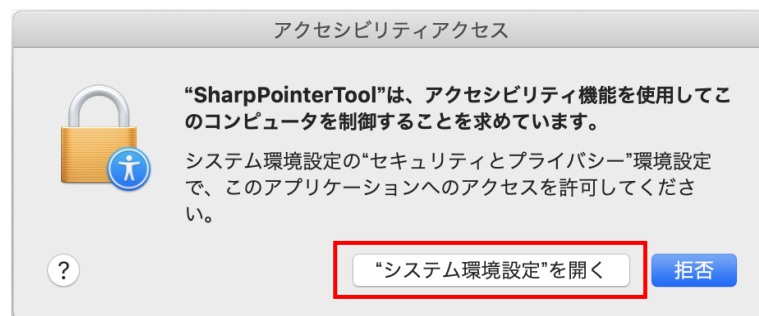 アクセシビリティアクセス
“SharpPointerTool”は、アクセシビリティ機能を使用してこ
のコンピュータを制御することを求めています。
システム環境設定の“セキュリティとプライバシー”環境設定
で、このアプリケーションへのアクセスを許可してくださ
い。
?
“システム環境設定”を開く
拒否